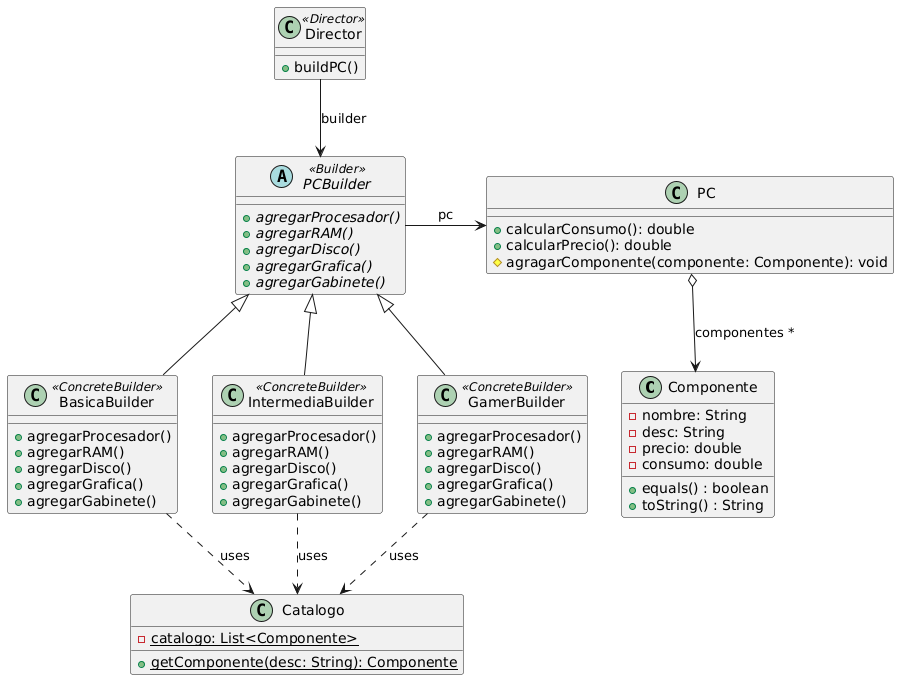 C «Director»
Director
buildPC()
builder
A «Builder»
PCBuilder
agregarProcesador()
agregarRAM()
agregarDisco()
agregarGrafica()
agregarGabinete()
pc
C PC
calcularConsumo(): double
calcularPrecio(): double
agragarComponente(componente: Componente): void
componentes *
C «ConcreteBuilder»
BasicaBuilder
agregarProcesador()
agregarRAM()
agregarDisco()
agregarGrafica()
agregarGabinete()
C «ConcreteBuilder»
IntermediaBuilder
agregarProcesador()
agregarRAM()
agregarDisco()
agregarGrafica()
agregarGabinete()
C «ConcreteBuilder»
GamerBuilder
agregarProcesador()
agregarRAM()
agregarDisco()
agregarGrafica()
agregarGabinete()
C Componente
nombre: String
desc: String
precio: double
consumo: double
equals() : boolean
toString() : String
uses
uses
uses
C Catalogo
catalogo: List<Componente>
getComponente(desc: String): Componente